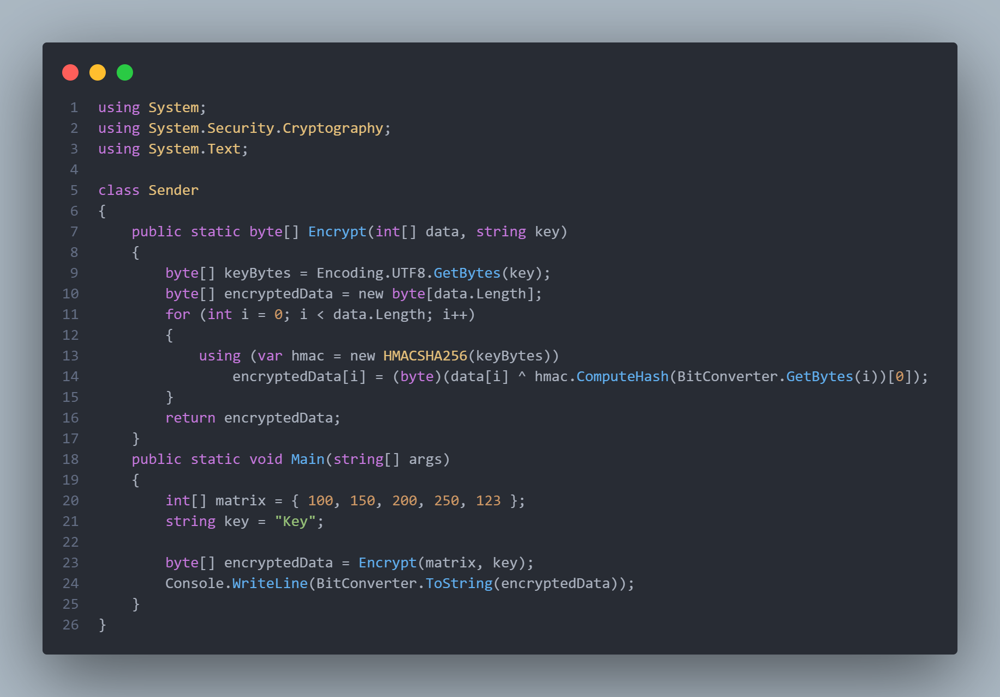 1 using System;
2 using System.Security.Cryptography;
3 using System.Text;
4
5 class Sender
6 {
7     public static byte[] Encrypt(int[] data, string key)
8     {
9         byte[] keyBytes = Encoding.UTF8.GetBytes(key);
10         byte[] encryptedData = new byte[data.Length];
11         for (int i = 0; i < data.Length; i++)
12         {
13             using (var hmac = new HMACSHA256(keyBytes))
14                 encryptedData[i] = (byte)(data[i] ^ hmac.ComputeHash(BitConverter.GetBytes(i))[0]);
15         }
16         return encryptedData;
17     }
18     public static void Main(string[] args)
19     {
20         int[] matrix = { 100, 150, 200, 250, 123 };
21         string key = "Key";
22
23         byte[] encryptedData = Encrypt(matrix, key);
24         Console.WriteLine(BitConverter.ToString(encryptedData));
25     }
26 }